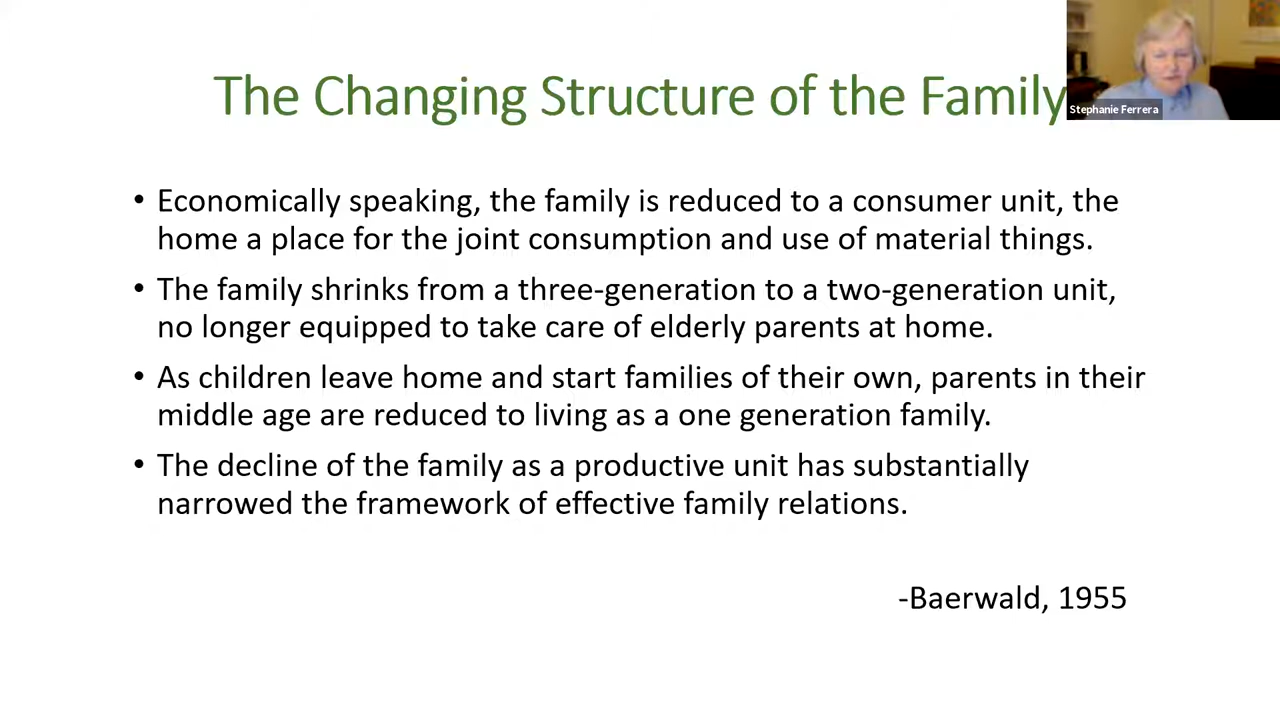 The Changing Structure of the Family
Stephanie Ferrera
• Economically speaking, the family is reduced to a consumer unit, the
home a place for the joint consumption and use of material things.
• The family shrinks from a three-generation to a two-generation unit,
no longer equipped to take care of elderly parents at home.
• As children leave home and start families of their own, parents in their
middle age are reduced to living as a one generation family.
• The decline of the family as a productive unit has substantially
narrowed the framework of effective family relations.
-Baerwald, 1955